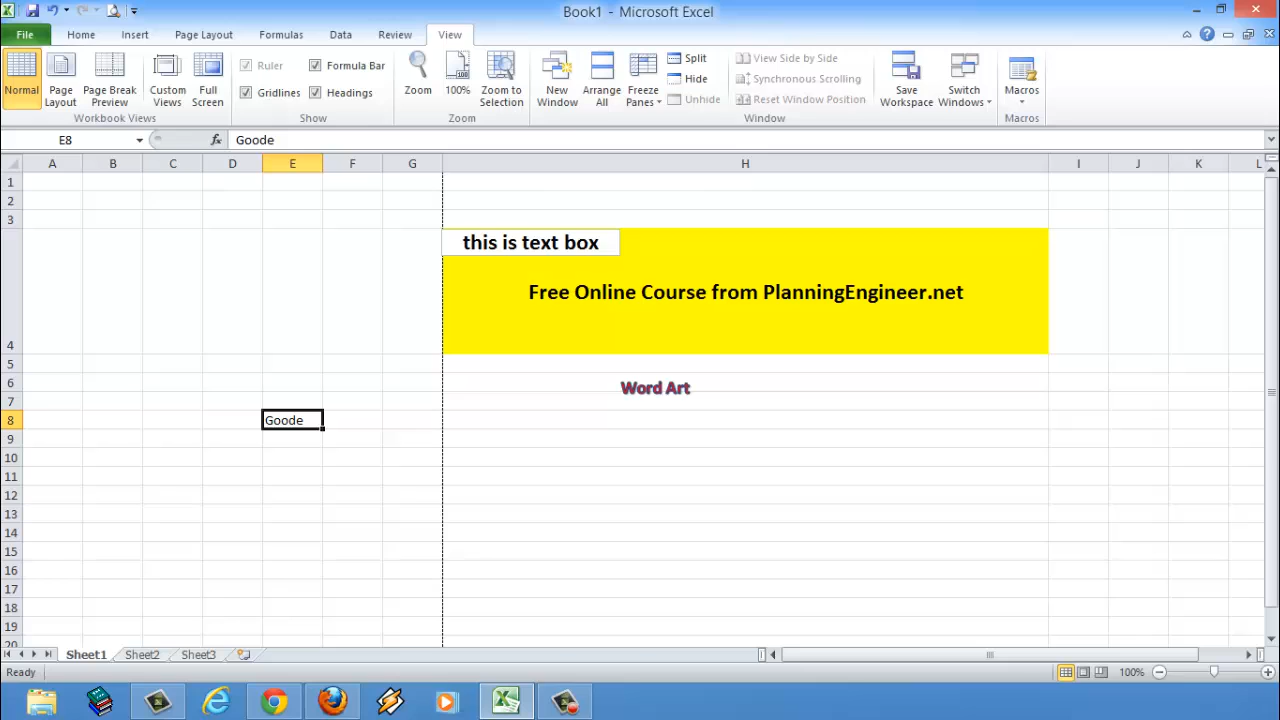 Book1 - Microsoft Excel
File Home Insert Page Layout Formulas Data Review View
Normal
Page Layout
Page Break Preview
Custom Views
Full Screen
Workbook Views
Ruler
Formula Bar
Gridlines
Headings
Show
Zoom
100%
Zoom to Selection
Zoom
New Window
Arrange All
Freeze Panes
Split
Hide
Unhide
View Side by Side
Synchronous Scrolling
Reset Window Position
Window
Save Workspace
Switch Windows
Macros
Macros
E8 fx Goode
A B C D E F G H I J K L
1
2
3
this is text box
Free Online Course from PlanningEngineer.net
4
5
6
Word Art
7
8 Goode
9
10
11
12
13
14
15
16
17
18
19
20
Sheet1 Sheet2 Sheet3
Ready 100%